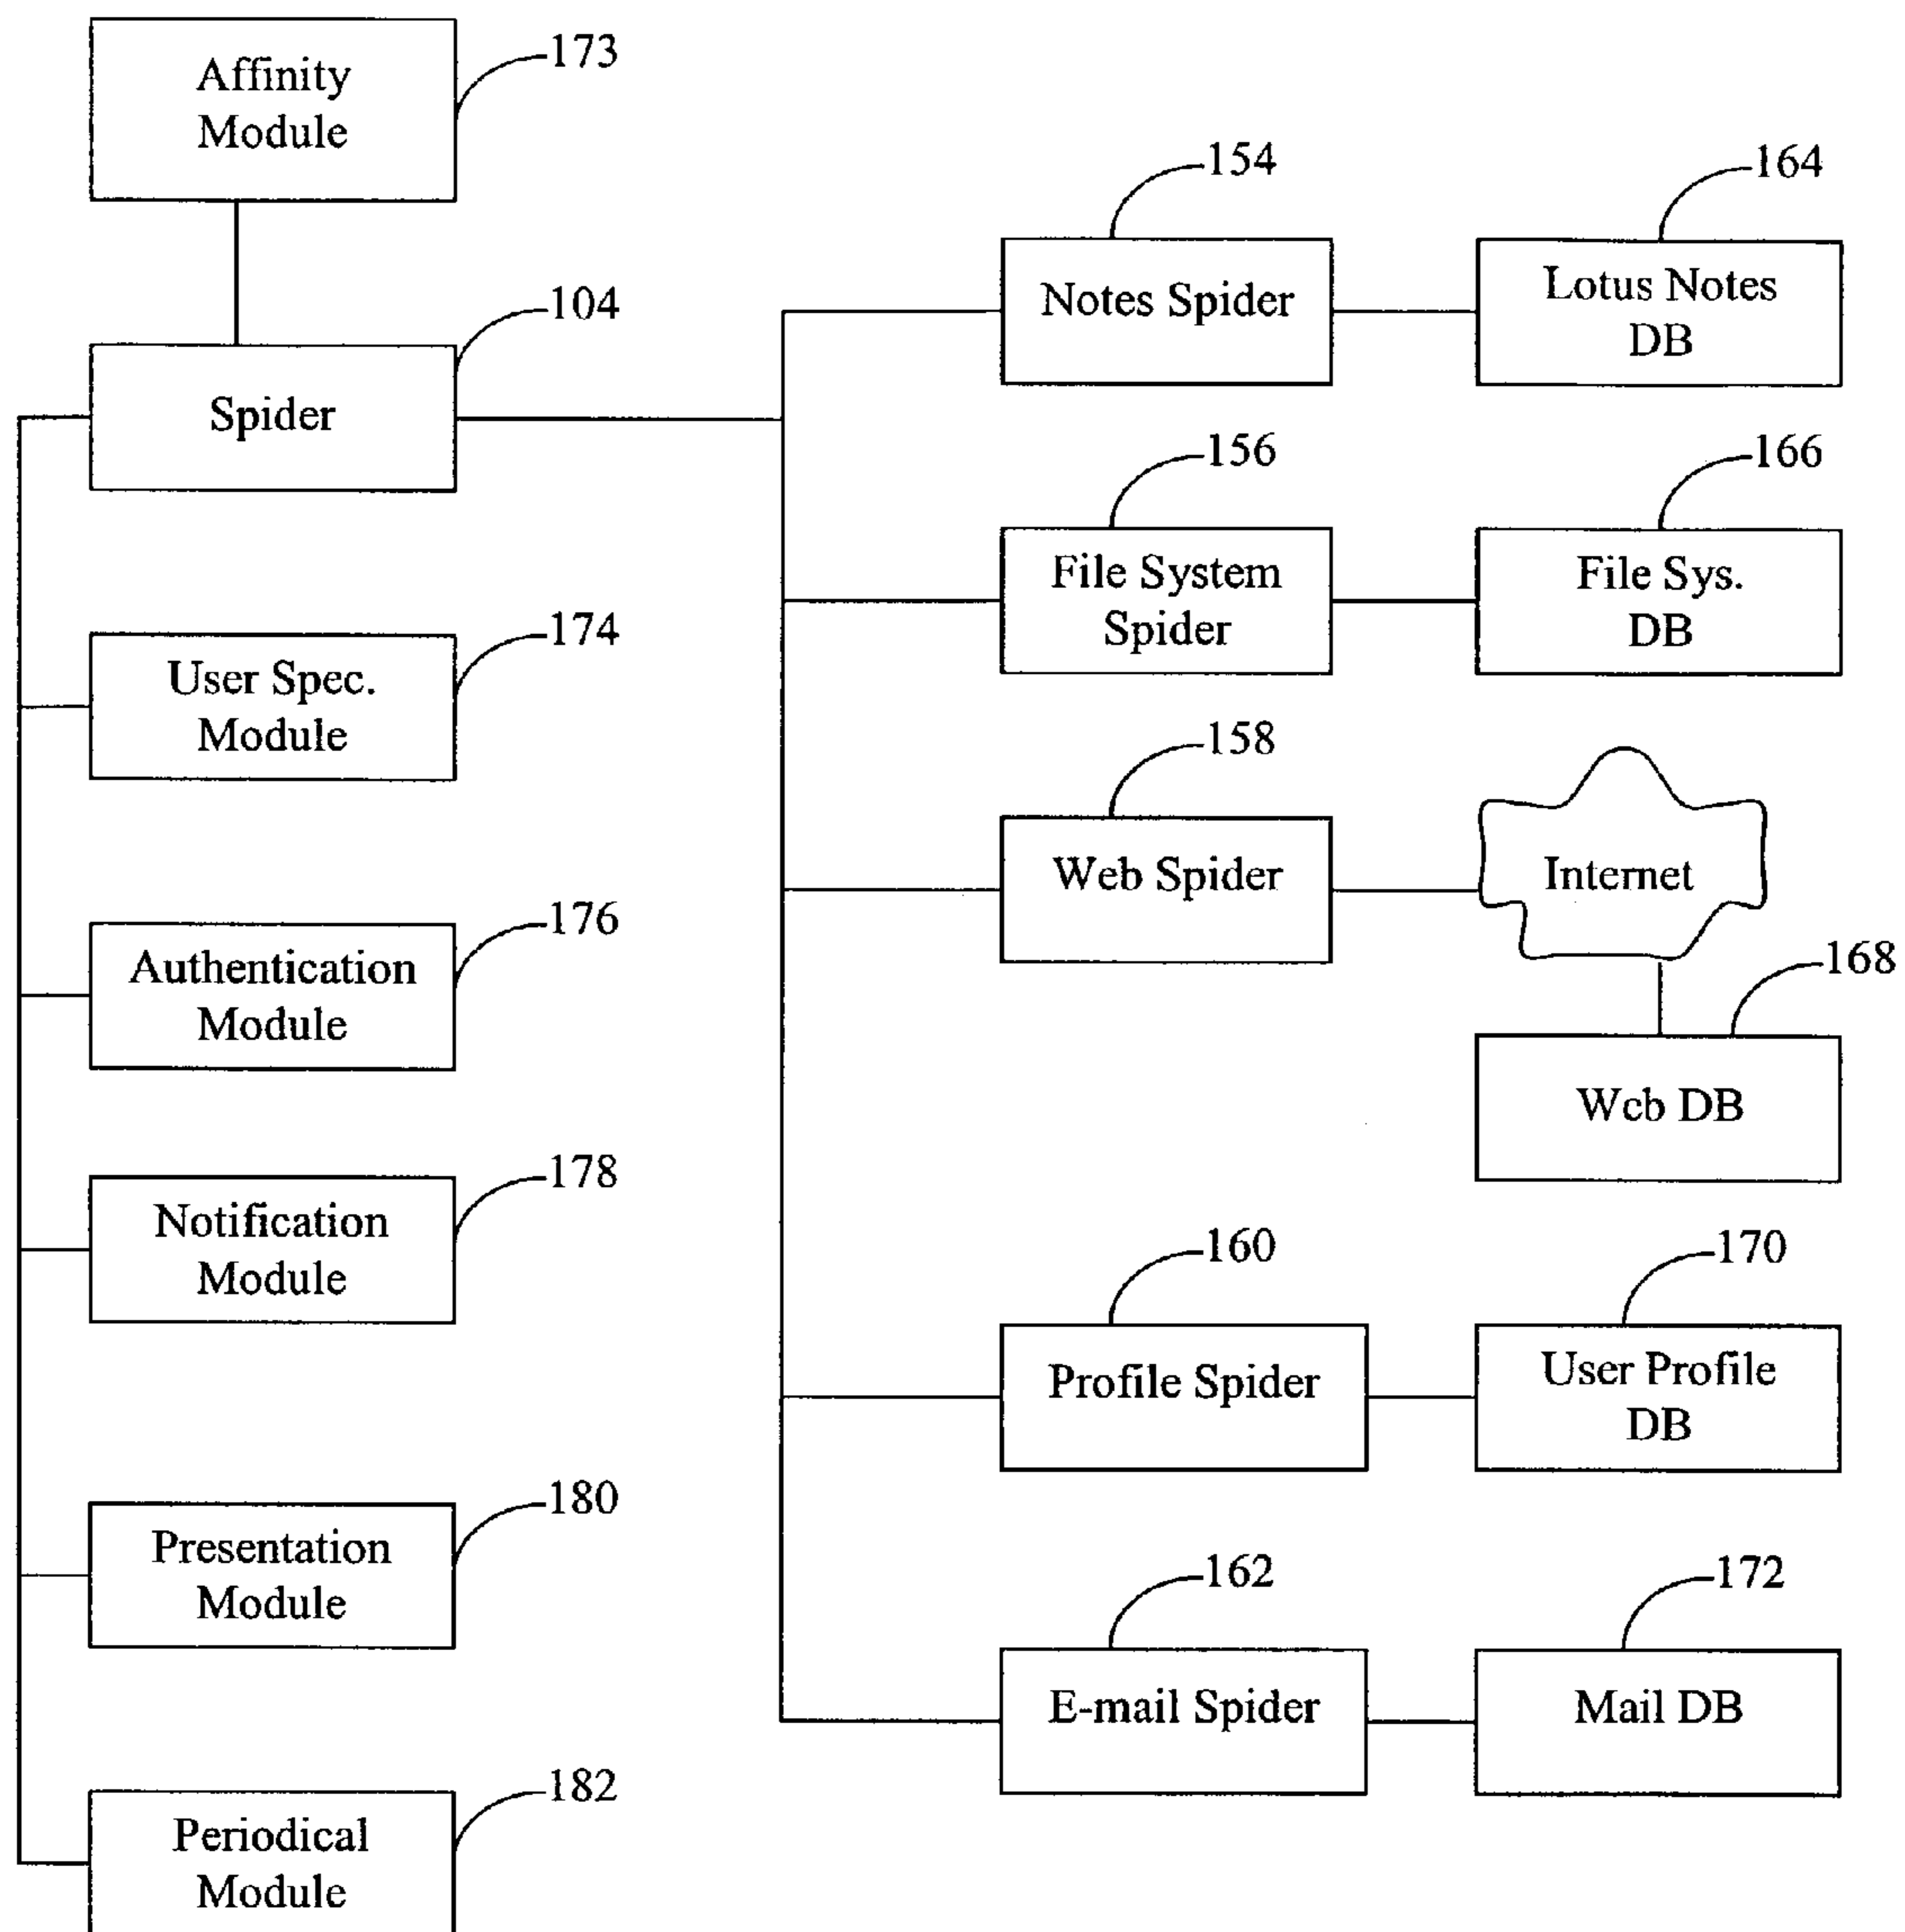 Affinity
Module
173
104
Spider
174
User Spec.
Module
176
Authentication
Module
178
Notification
Module
180
Presentation
Module
182
Periodical
Module
154
Notes Spider
164
Lotus Notes
DB
156
File System
Spider
166
File Sys.
DB
158
Web Spider
Internet
168
Web DB
160
Profile Spider
170
User Profile
DB
162
E-mail Spider
172
Mail DB